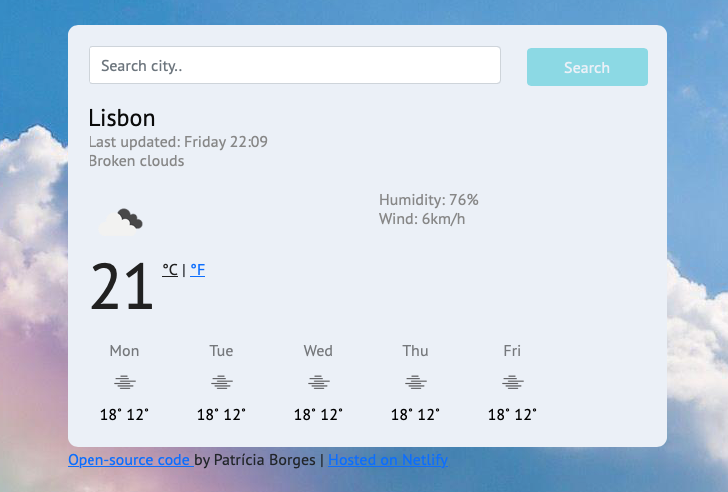 Search city..
Search
Lisbon
Last updated: Friday 22:09
Broken clouds
Humidity: 76%
Wind: 6km/h
21 °C | °F
Mon Tue Wed Thu Fri
18° 12° 18° 12° 18° 12° 18° 12° 18° 12°
Open-source code by Patrícia Borges | Hosted on Netlify